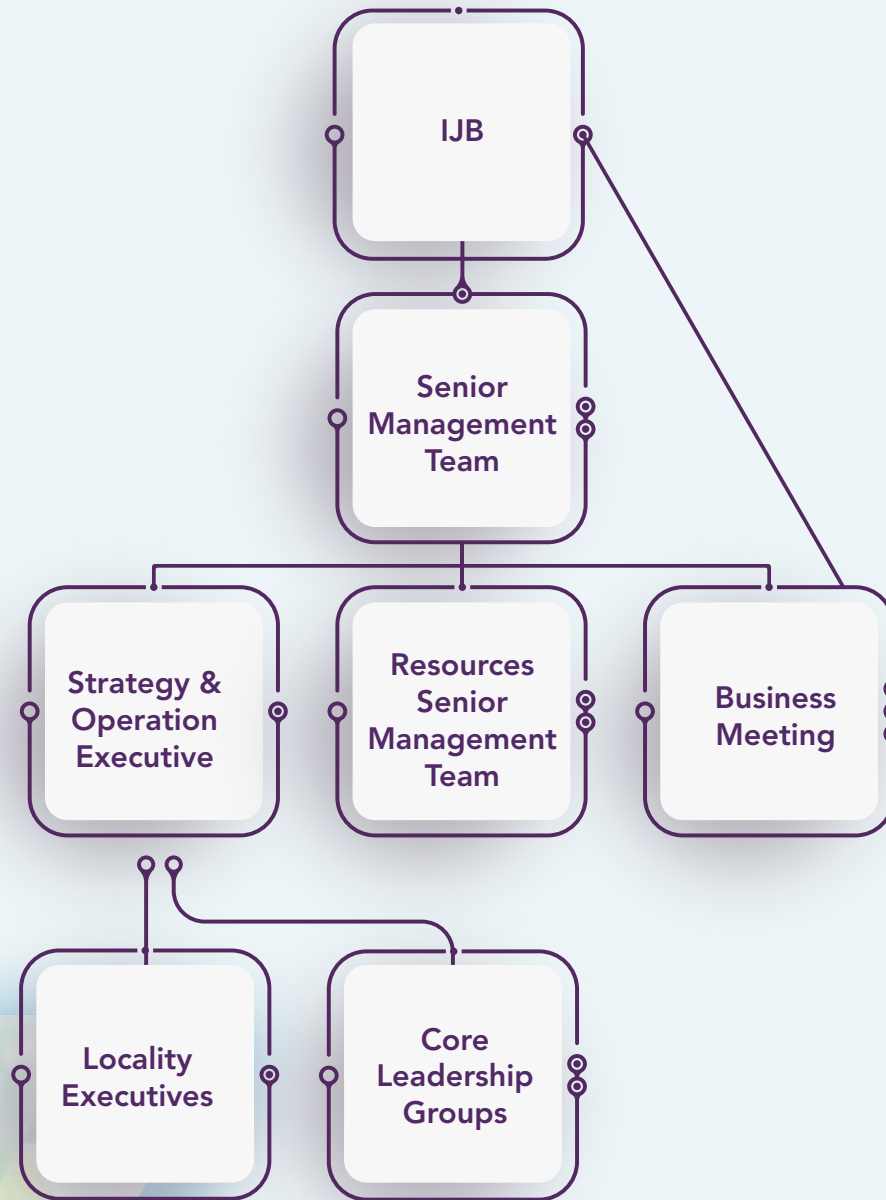 IJB
Senior
Management
Team
Strategy &
Operation
Executive
Resources
Senior
Management
Team
Business
Meeting
Locality
Executives
Core
Leadership
Groups